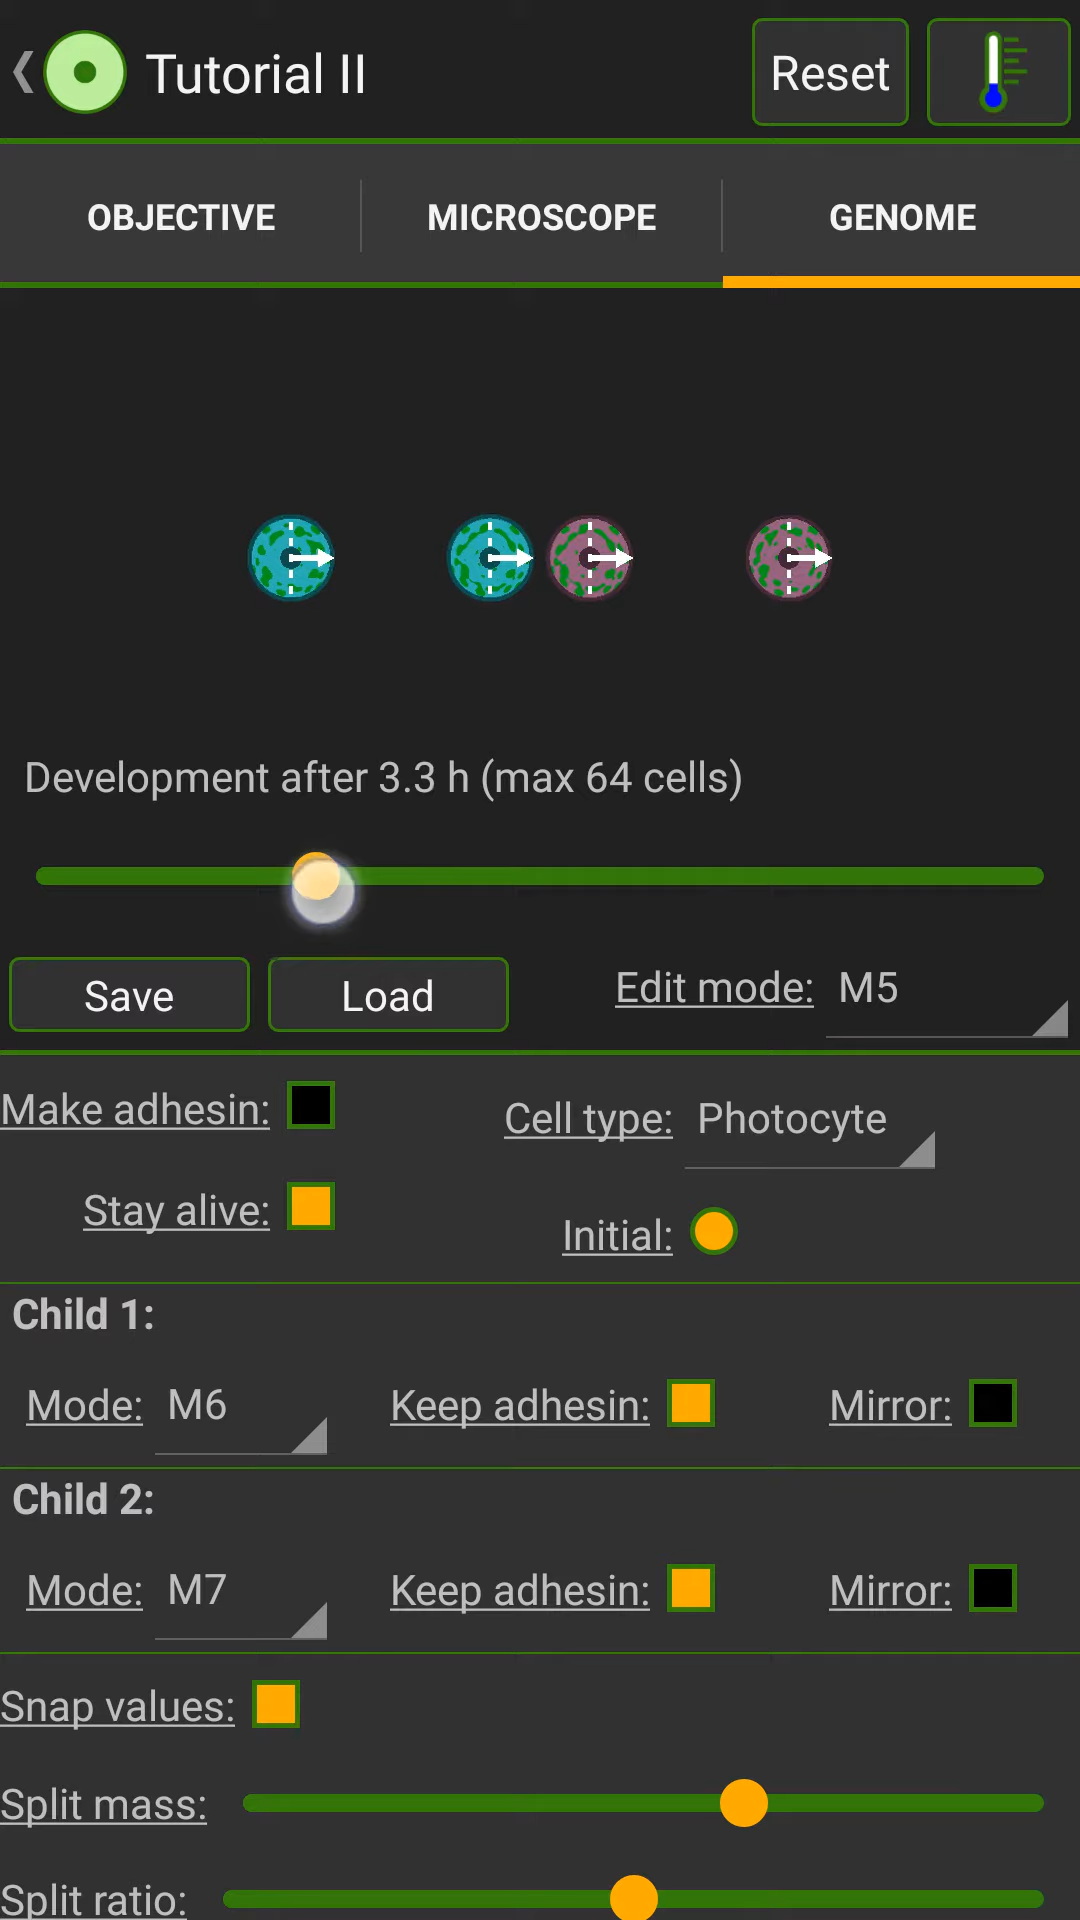 Tutorial II
Reset
OBJECTIVE
MICROSCOPE
GENOME
Development after 3.3 h (max 64 cells)
Save
Load
Edit mode: M5
Make adhesin:
Cell type: Photocyte
Stay alive:
Initial:
Child 1:
Mode: M6
Keep adhesin:
Mirror:
Child 2:
Mode: M7
Keep adhesin:
Mirror:
Snap values:
Split mass:
Split ratio: